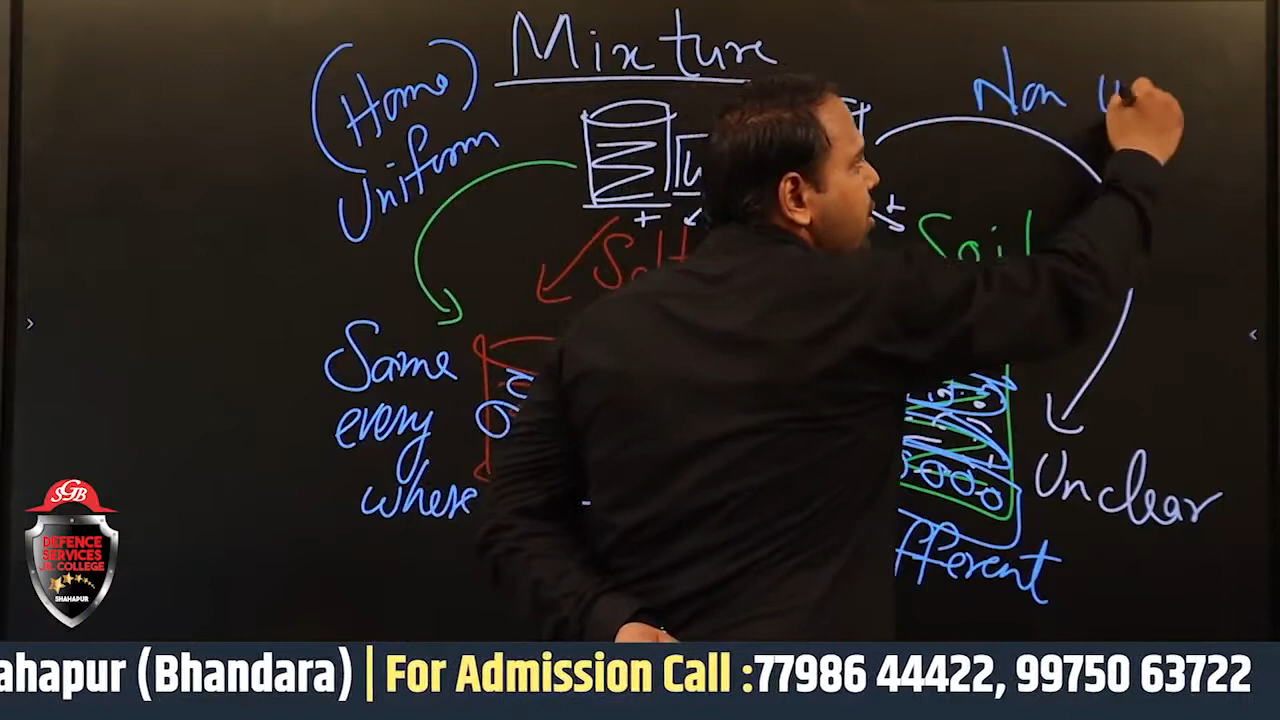 Mixture
(Homo)
Uniform
Non u
Salt
Soil
Same
every
where
Unclear
fferent
SGB
DEFENCE
SERVICES
JR. COLLEGE
SHAHAPUR
ahapur (Bhandara) | For Admission Call :77986 44422, 99750 63722